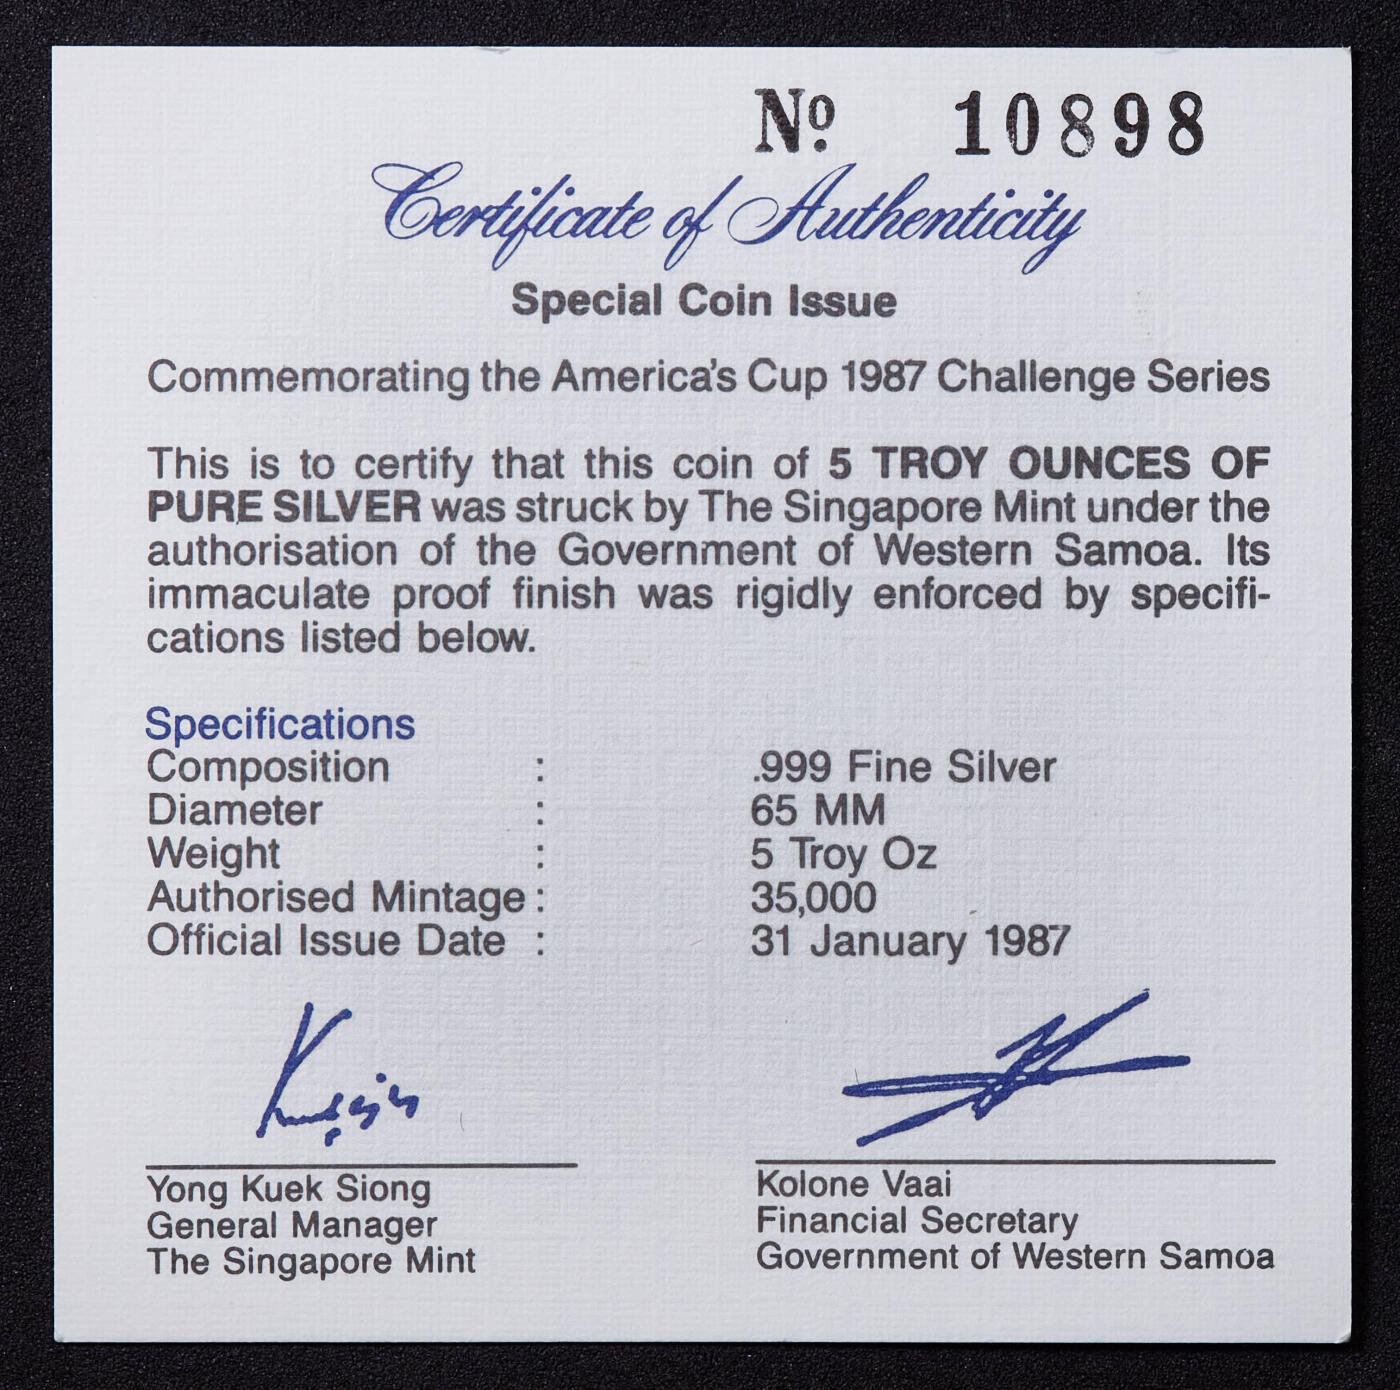 Nº 10898
Certificate of Authenticity
Special Coin Issue
Commemorating the America's Cup 1987 Challenge Series
This is to certify that this coin of 5 TROY OUNCES OF
PURE SILVER was struck by The Singapore Mint under the
authorisation of the Government of Western Samoa. Its
immaculate proof finish was rigidly enforced by specifi-
cations listed below.
Specifications
Composition : .999 Fine Silver
Diameter : 65 MM
Weight : 5 Troy Oz
Authorised Mintage : 35,000
Official Issue Date : 31 January 1987
Yong Kuek Siong
General Manager
The Singapore Mint
Kolone Vaai
Financial Secretary
Government of Western Samoa